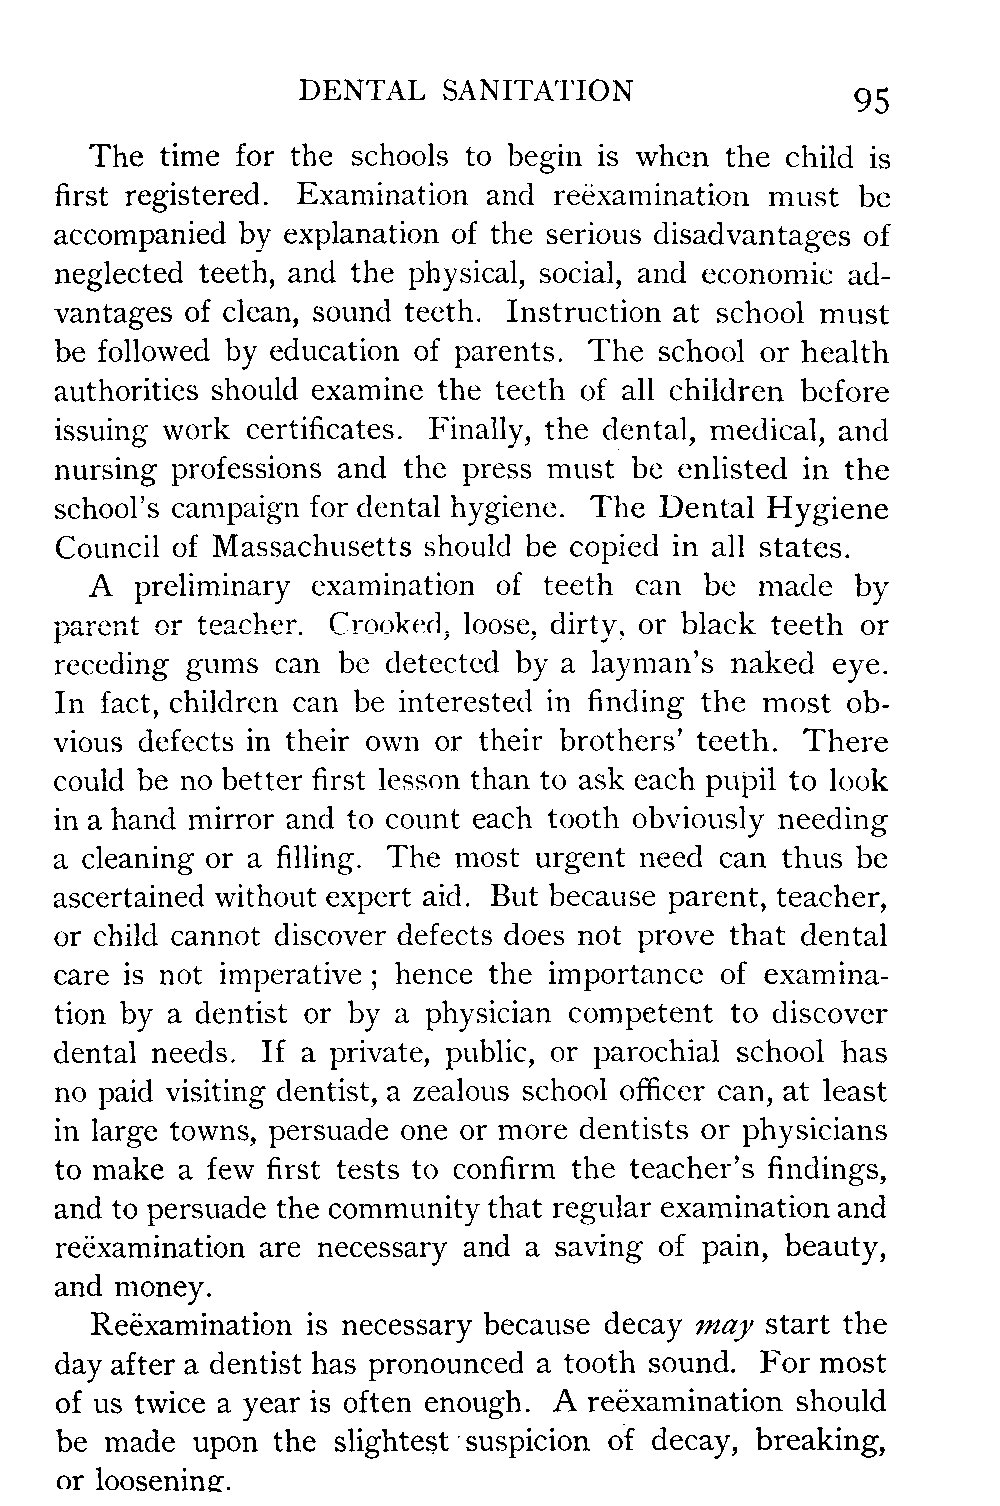 DENTAL SANITATION 95
The time for the schools to begin is when the child is
first registered. Examination and reëxamination must be
accompanied by explanation of the serious disadvantages of
neglected teeth, and the physical, social, and economic ad-
vantages of clean, sound teeth. Instruction at school must
be followed by education of parents. The school or health
authorities should examine the teeth of all children before
issuing work certificates. Finally, the dental, medical, and
nursing professions and the press must be enlisted in the
school's campaign for dental hygiene. The Dental Hygiene
Council of Massachusetts should be copied in all states.
A preliminary examination of teeth can be made by
parent or teacher. Crooked, loose, dirty, or black teeth or
receding gums can be detected by a layman's naked eye.
In fact, children can be interested in finding the most ob-
vious defects in their own or their brothers' teeth. There
could be no better first lesson than to ask each pupil to look
in a hand mirror and to count each tooth obviously needing
a cleaning or a filling. The most urgent need can thus be
ascertained without expert aid. But because parent, teacher,
or child cannot discover defects does not prove that dental
care is not imperative; hence the importance of examina-
tion by a dentist or by a physician competent to discover
dental needs. If a private, public, or parochial school has
no paid visiting dentist, a zealous school officer can, at least
in large towns, persuade one or more dentists or physicians
to make a few first tests to confirm the teacher's findings,
and to persuade the community that regular examination and
reëxamination are necessary and a saving of pain, beauty,
and money.
Reëxamination is necessary because decay may start the
day after a dentist has pronounced a tooth sound. For most
of us twice a year is often enough. A reëxamination should
be made upon the slightest suspicion of decay, breaking,
or loosening.